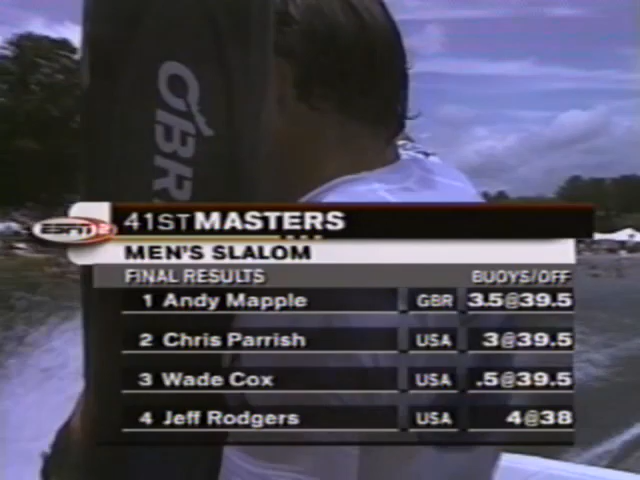 O'BR
ESPN2
41ST MASTERS
MEN'S SLALOM
FINAL RESULTS BUOYS/OFF
1 Andy Mapple GBR 3.5@39.5
2 Chris Parrish USA 3@39.5
3 Wade Cox USA .5@39.5
4 Jeff Rodgers USA 4@38